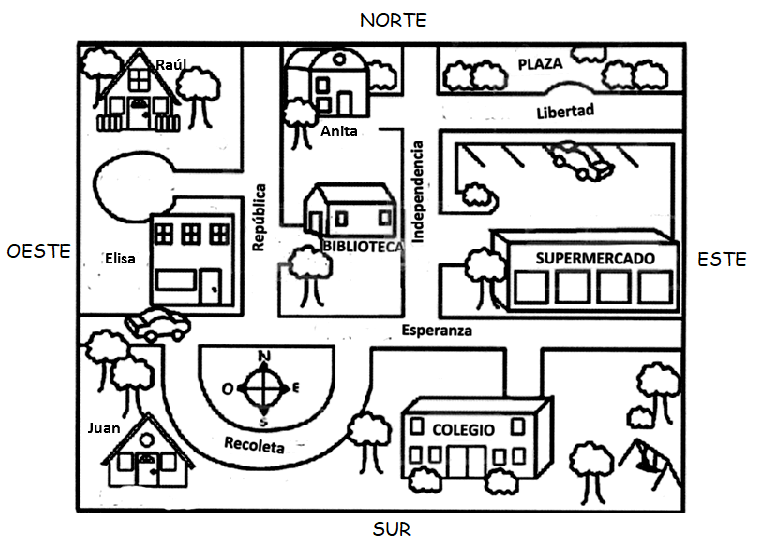 NORTE
Raúl
PLAZA
Libertad
Anita
Independencia
República
BIBLIOTECA
OESTE
Elisa
SUPERMERCADO
ESTE
Esperanza
N
O
E
S
Juan
Recoleta
COLEGIO
SUR